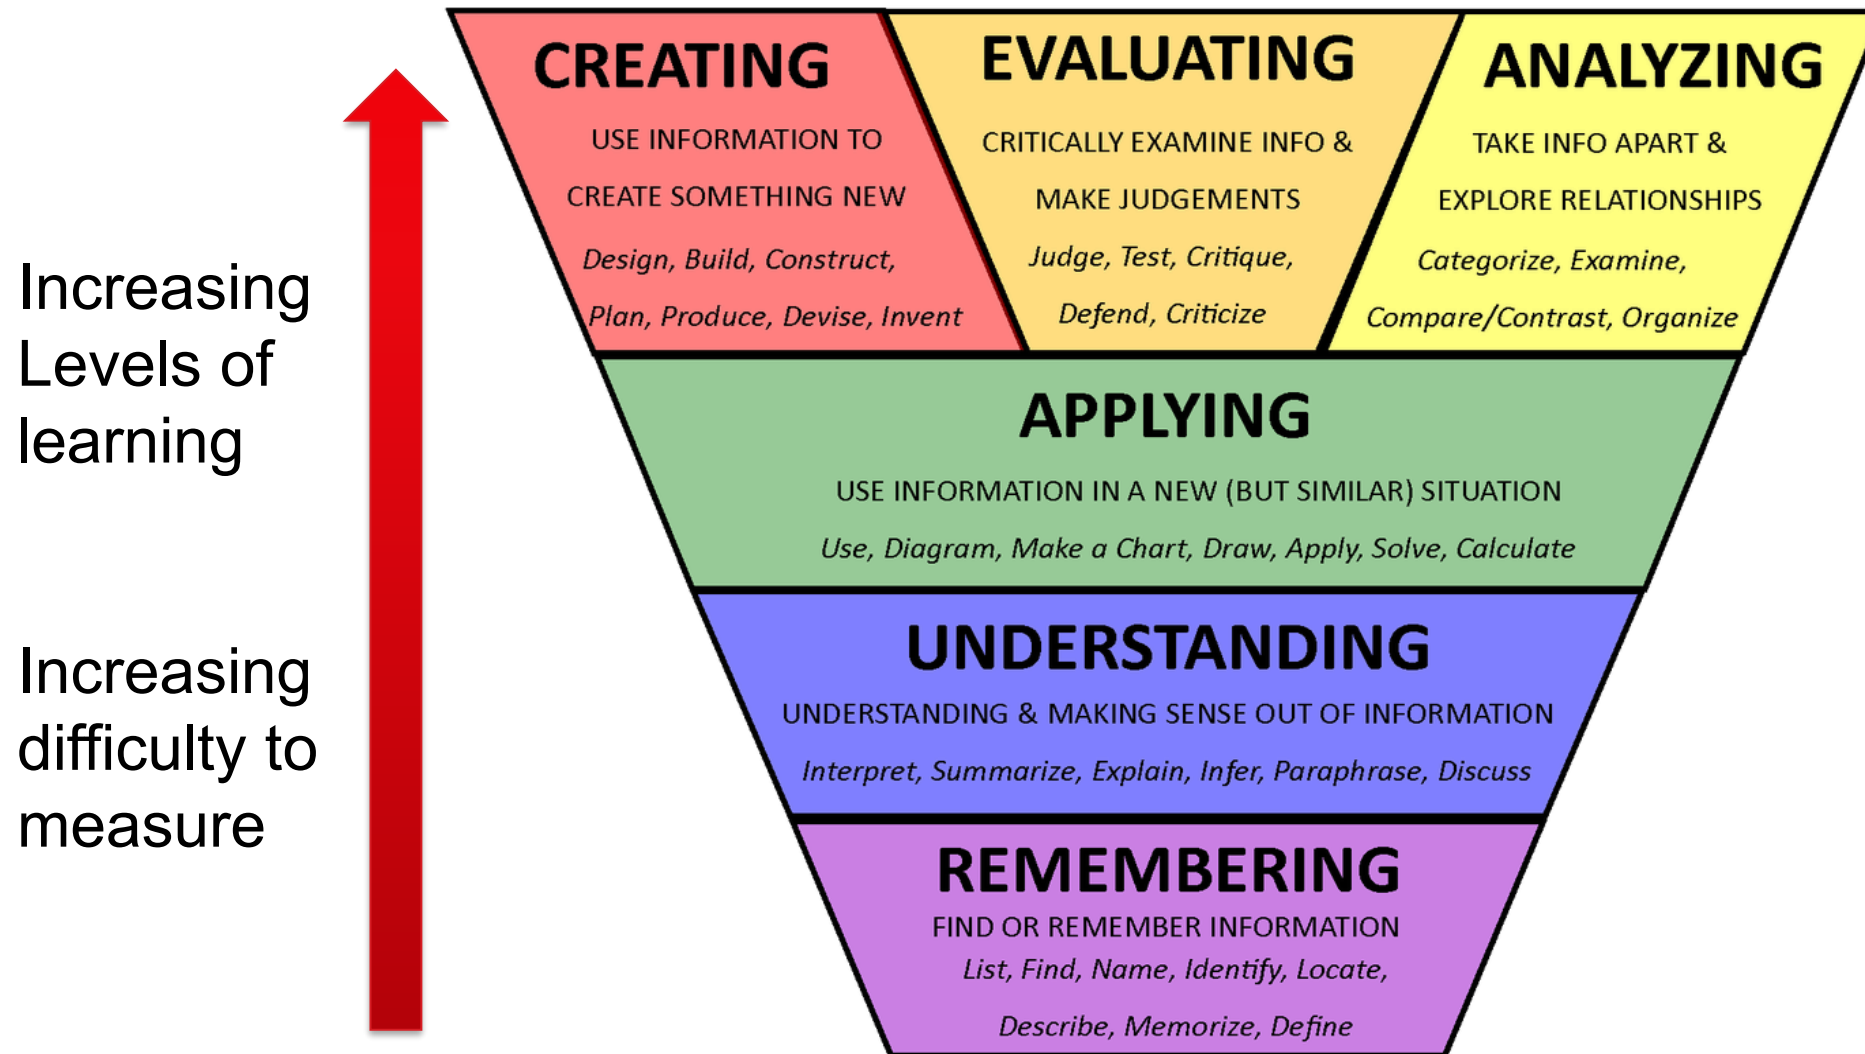 Increasing
Levels of
learning
Increasing
difficulty to
measure
CREATING
USE INFORMATION TO
CREATE SOMETHING NEW
Design, Build, Construct,
Plan, Produce, Devise, Invent
EVALUATING
CRITICALLY EXAMINE INFO &
MAKE JUDGEMENTS
Judge, Test, Critique,
Defend, Criticize
ANALYZING
TAKE INFO APART &
EXPLORE RELATIONSHIPS
Categorize, Examine,
Compare/Contrast, Organize
APPLYING
USE INFORMATION IN A NEW (BUT SIMILAR) SITUATION
Use, Diagram, Make a Chart, Draw, Apply, Solve, Calculate
UNDERSTANDING
UNDERSTANDING & MAKING SENSE OUT OF INFORMATION
Interpret, Summarize, Explain, Infer, Paraphrase, Discuss
REMEMBERING
FIND OR REMEMBER INFORMATION
List, Find, Name, Identify, Locate,
Describe, Memorize, Define